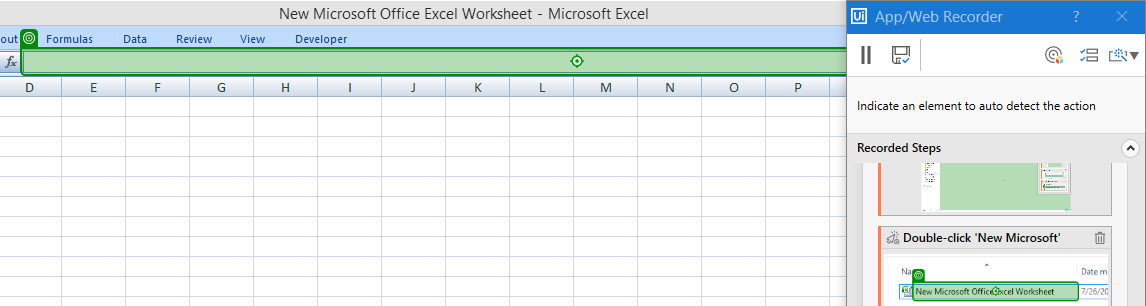 New Microsoft Office Excel Worksheet - Microsoft Excel
out Formulas Data Review View Developer
fx
D E F G H I J K L M N O P
Ui App/Web Recorder ?
Indicate an element to auto detect the action
Recorded Steps
Double-click 'New Microsoft'
Na Date m
New Microsoft Office Excel Worksheet 7/26/20